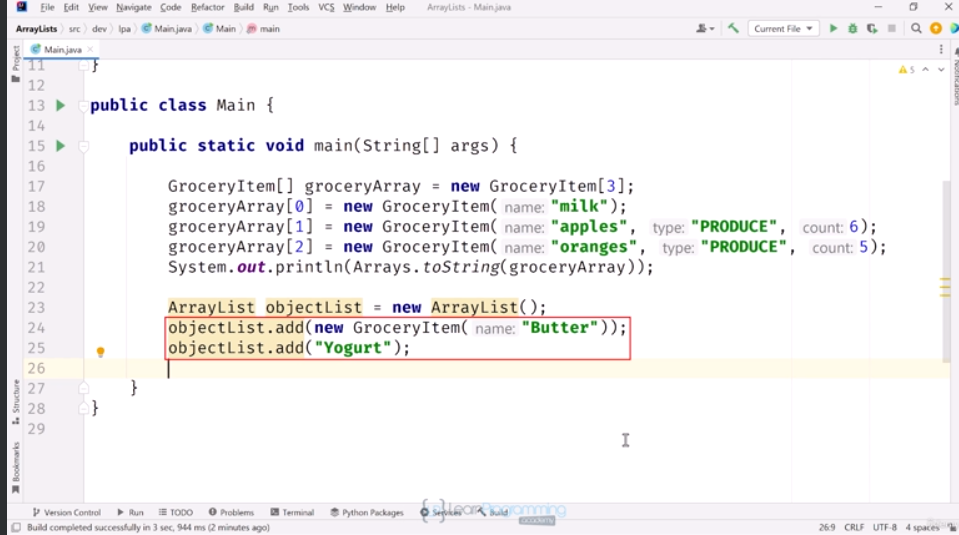 File Edit View Navigate Code Refactor Build Run Tools VCS Window Help ArrayLists - Main.java
ArrayLists src dev lpa Main.java Main main Current File
Project Main.java Notifications
11 }
12
13 public class Main {
14
15 public static void main(String[] args) {
16
17 GroceryItem[] groceryArray = new GroceryItem[3];
18 groceryArray[0] = new GroceryItem( name: "milk");
19 groceryArray[1] = new GroceryItem( name: "apples", type: "PRODUCE", count: 6);
20 groceryArray[2] = new GroceryItem( name: "oranges", type: "PRODUCE", count: 5);
21 System.out.println(Arrays.toString(groceryArray));
22
23 ArrayList objectList = new ArrayList();
24 objectList.add(new GroceryItem( name: "Butter"));
25 objectList.add("Yogurt");
26
27 }
28 }
29
5
Structure
Bookmarks
Version Control Run TODO Problems Terminal Python Packages Services Build
LearnProgramming
academy
Build completed successfully in 3 sec, 944 ms (2 minutes ago) 26:9 CRLF UTF-8 4 spaces